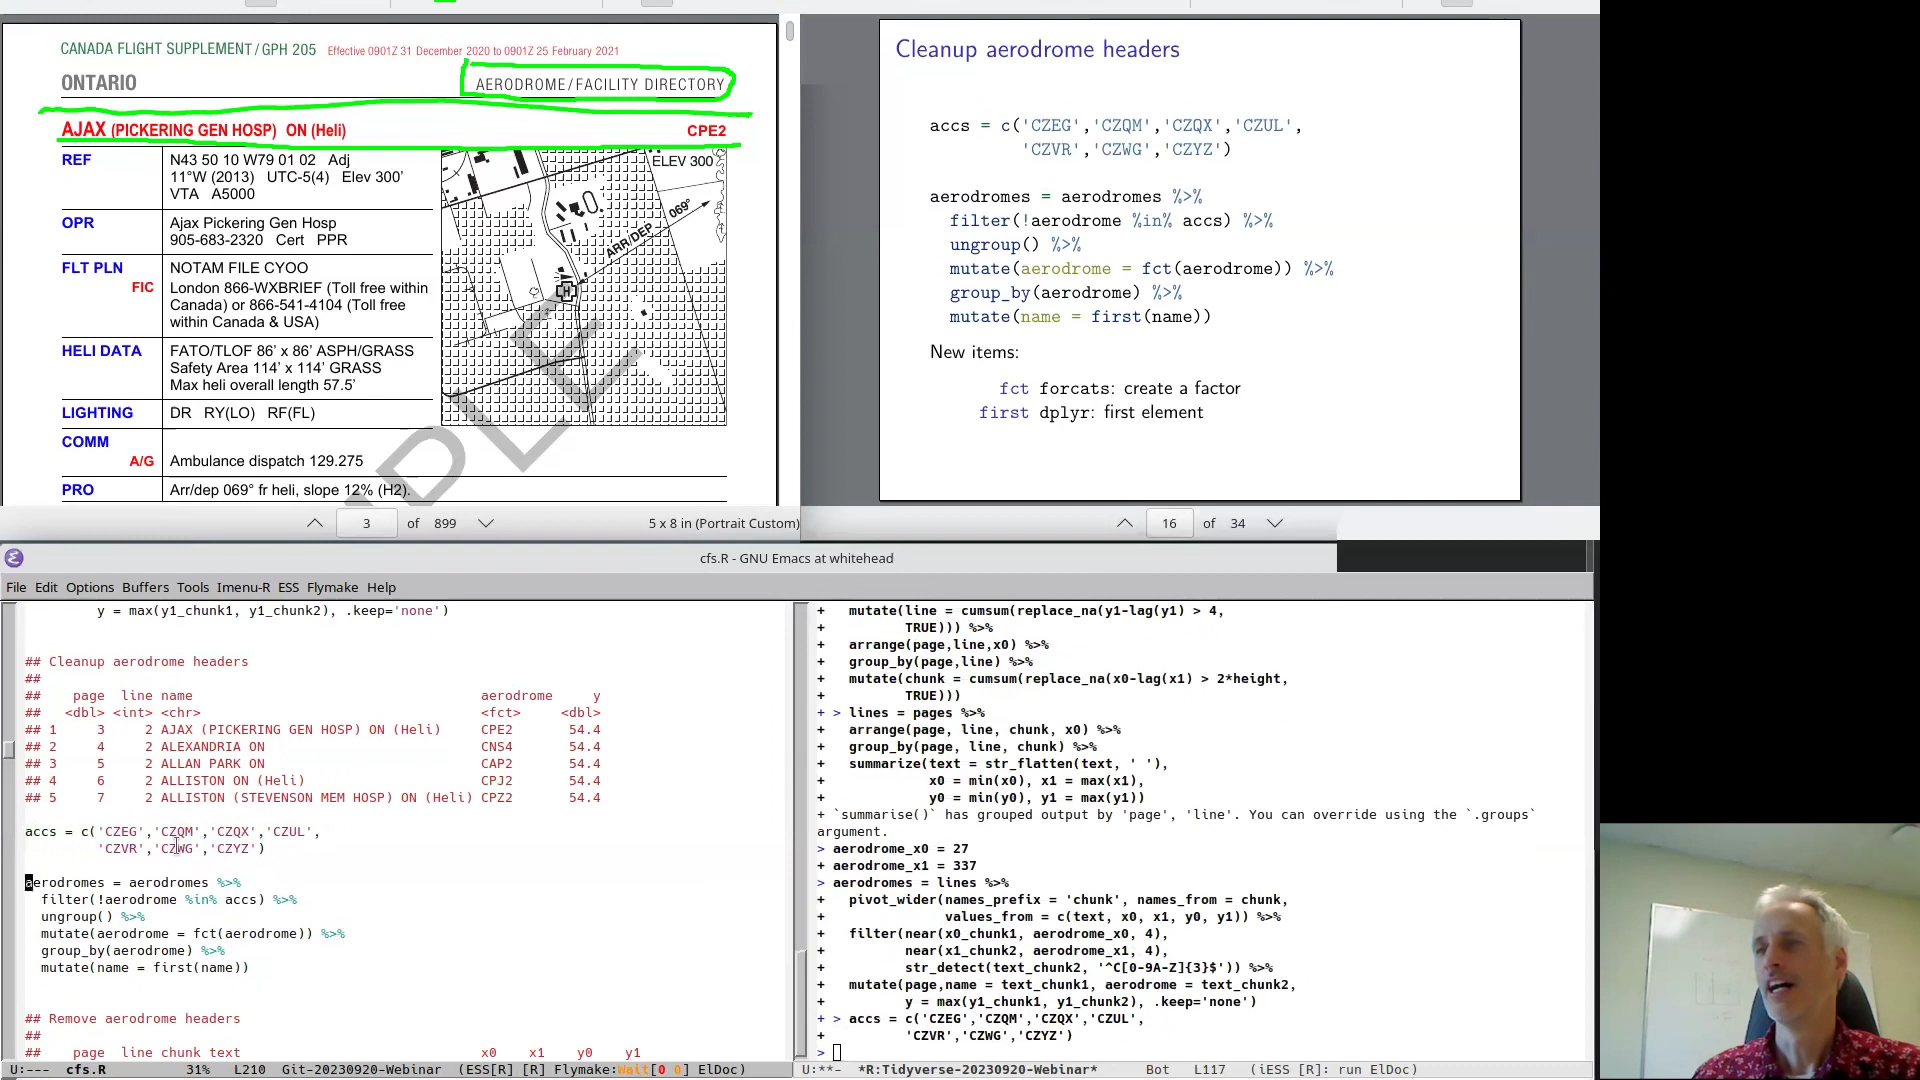 CANADA FLIGHT SUPPLEMENT / GPH 205 Effective 0901Z 31 December 2020 to 0901Z 25 February 2021
ONTARIO AERODROME/FACILITY DIRECTORY
AJAX (PICKERING GEN HOSP) ON (Heli) CPE2
REF N43 50 10 W79 01 02 Adj
11°W (2013) UTC-5(4) Elev 300'
VTA A5000
OPR Ajax Pickering Gen Hosp
905-683-2320 Cert PPR
FLT PLN NOTAM FILE CYOO
FIC London 866-WXBRIEF (Toll free within
Canada) or 866-541-4104 (Toll free
within Canada & USA)
HELI DATA FATO/TLOF 86' x 86' ASPH/GRASS
Safety Area 114' x 114' GRASS
Max heli overall length 57.5'
LIGHTING DR RY(LO) RF(FL)
COMM
A/G Ambulance dispatch 129.275
PRO Arr/dep 069° fr heli, slope 12% (H2).
ELEV 300
069°
ARR/DEP
H
3 of 899 5 x 8 in (Portrait Custom)
Cleanup aerodrome headers
accs = c('CZEG','CZQM','CZQX','CZUL',
'CZVR','CZWG','CZYZ')
aerodromes = aerodromes %>%
filter(!aerodrome %in% accs) %>%
ungroup() %>%
mutate(aerodrome = fct(aerodrome)) %>%
group_by(aerodrome) %>%
mutate(name = first(name))
New items:
fct forcats: create a factor
first dplyr: first element
16 of 34
cfs.R - GNU Emacs at whitehead
File Edit Options Buffers Tools Imenu-R ESS Flymake Help
y = max(y1_chunk1, y1_chunk2), .keep='none')
## Cleanup aerodrome headers
##
## page line name aerodrome y
## <dbl> <int> <chr> <fct> <dbl>
## 1 3 2 AJAX (PICKERING GEN HOSP) ON (Heli) CPE2 54.4
## 2 4 2 ALEXANDRIA ON CNS4 54.4
## 3 5 2 ALLAN PARK ON CAP2 54.4
## 4 6 2 ALLISTON ON (Heli) CPJ2 54.4
## 5 7 2 ALLISTON (STEVENSON MEM HOSP) ON (Heli) CPZ2 54.4
accs = c('CZEG','CZQM','CZQX','CZUL',
'CZVR','CZWG','CZYZ')
aerodromes = aerodromes %>%
filter(!aerodrome %in% accs) %>%
ungroup() %>%
mutate(aerodrome = fct(aerodrome)) %>%
group_by(aerodrome) %>%
mutate(name = first(name))
## Remove aerodrome headers
##
## page line chunk text x0 x1 y0 y1
U:--- cfs.R 31% L210 Git-20230920-Webinar (ESS[R] [R] Flymake:Wait[0 0] ElDoc)
+ mutate(line = cumsum(replace_na(y1-lag(y1) > 4,
+ TRUE))) %>%
+ arrange(page,line,x0) %>%
+ group_by(page,line) %>%
+ mutate(chunk = cumsum(replace_na(x0-lag(x1) > 2*height,
+ TRUE)))
+ > lines = pages %>%
+ arrange(page, line, chunk, x0) %>%
+ group_by(page, line, chunk) %>%
+ summarize(text = str_flatten(text, ' '),
+ x0 = min(x0), x1 = max(x1),
+ y0 = min(y0), y1 = max(y1))
+ `summarise()` has grouped output by 'page', 'line'. You can override using the `.groups`
argument.
> aerodrome_x0 = 27
+ aerodrome_x1 = 337
> aerodromes = lines %>%
+ pivot_wider(names_prefix = 'chunk', names_from = chunk,
+ values_from = c(text, x0, x1, y0, y1)) %>%
+ filter(near(x0_chunk1, aerodrome_x0, 4),
+ near(x1_chunk2, aerodrome_x1, 4),
+ str_detect(text_chunk2, '^C[0-9A-Z]{3}$')) %>%
+ mutate(page,name = text_chunk1, aerodrome = text_chunk2,
+ y = max(y1_chunk1, y1_chunk2), .keep='none')
+ > accs = c('CZEG','CZQM','CZQX','CZUL',
+ 'CZVR','CZWG','CZYZ')
>
U:**- *R:Tidyverse-20230920-Webinar* Bot L117 (iESS [R]: run ElDoc)